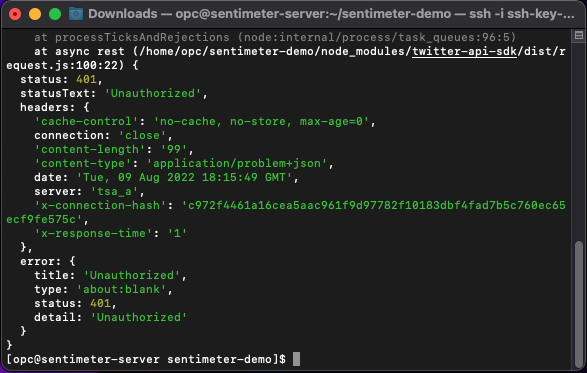 Downloads — opc@sentimeter-server:~/sentimeter-demo — ssh -i ssh-key-...
at processTicksAndRejections (node:internal/process/task_queues:96:5)
at async rest (/home/opc/sentimeter-demo/node_modules/twitter-api-sdk/dist/r
equest.js:100:22) {
status: 401,
statusText: 'Unauthorized',
headers: {
'cache-control': 'no-cache, no-store, max-age=0',
connection: 'close',
'content-length': '99',
'content-type': 'application/problem+json',
date: 'Tue, 09 Aug 2022 18:15:49 GMT',
server: 'tsa_a',
'x-connection-hash': 'c972f4461a16cea5aac961f9d97782f10183dbf4fad7b5c760ec65
ecf9fe575c',
'x-response-time': '1'
},
error: {
title: 'Unauthorized',
type: 'about:blank',
status: 401,
detail: 'Unauthorized'
}
}
[opc@sentimeter-server sentimeter-demo]$